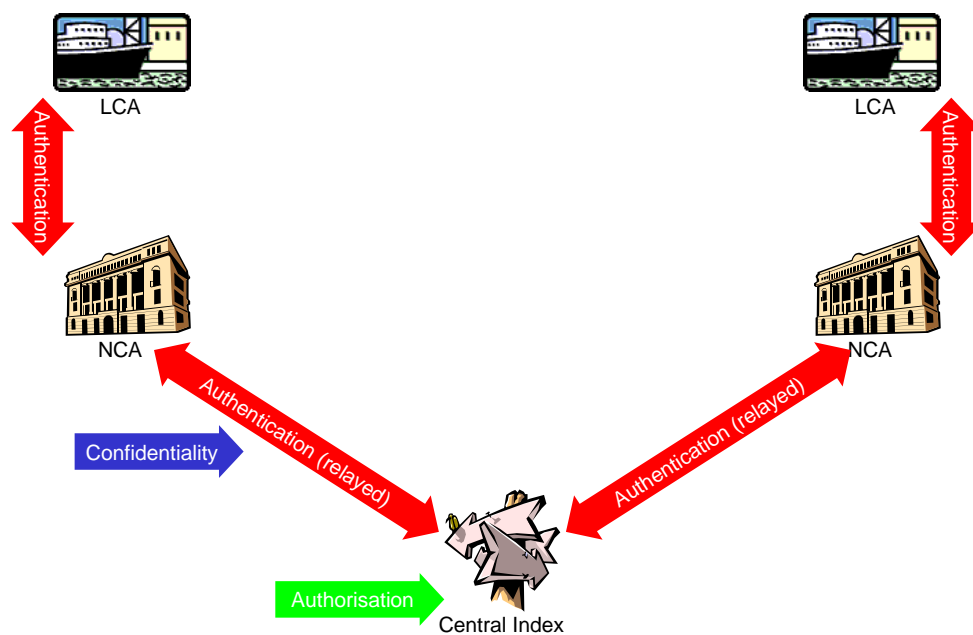 LCA
LCA
Authentication
Authentication
NCA
NCA
Authentication (relayed)
Authentication (relayed)
Confidentiality
Authorisation
Central Index